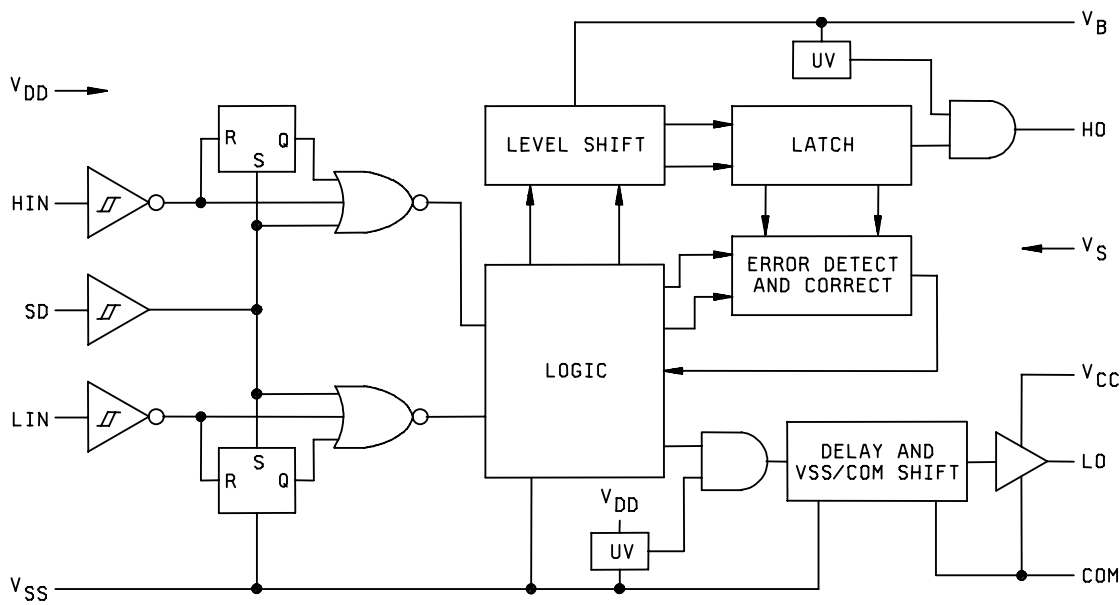 V_B
UV
V_DD
R
Q
S
LEVEL SHIFT
LATCH
HO
HIN
V_S
ERROR DETECT
AND CORRECT
SD
LOGIC
V_CC
LIN
S
R
Q
DELAY AND
VSS/COM SHIFT
LO
V_DD
UV
V_SS
COM